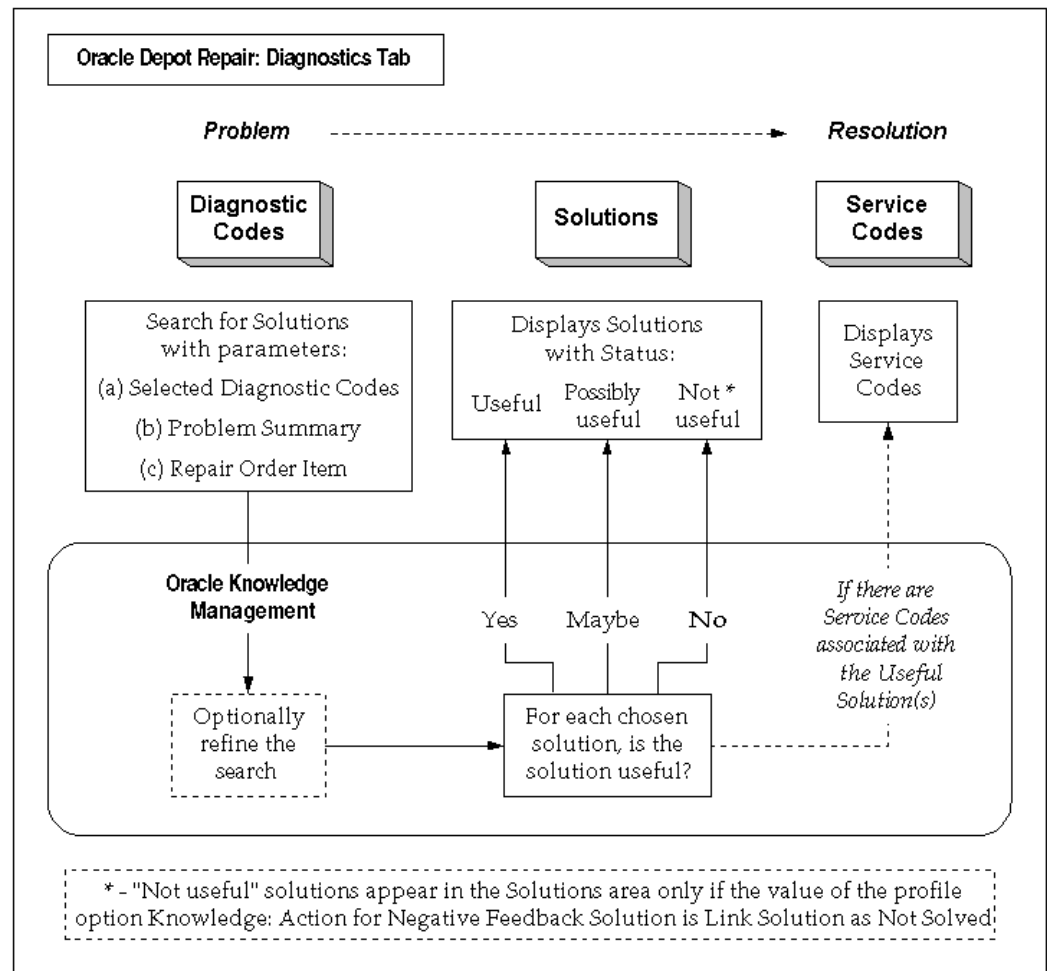 Oracle Depot Repair: Diagnostics Tab
Problem
Resolution
Diagnostic
Codes
Solutions
Service
Codes
Search for Solutions
with parameters:
(a) Selected Diagnostic Codes
(b) Problem Summary
(c) Repair Order Item
Displays Solutions
with Status:
Useful
Possibly
useful
Not *
useful
Displays
Service
Codes
Oracle Knowledge
Management
Yes
Maybe
No
If there are
Service Codes
associated with
the Useful
Solution(s)
Optionally
refine the
search
For each chosen
solution, is the
solution useful?
* - "Not useful" solutions appear in the Solutions area only if the value of the profile
option Knowledge: Action for Negative Feedback Solution is Link Solution as Not Solved